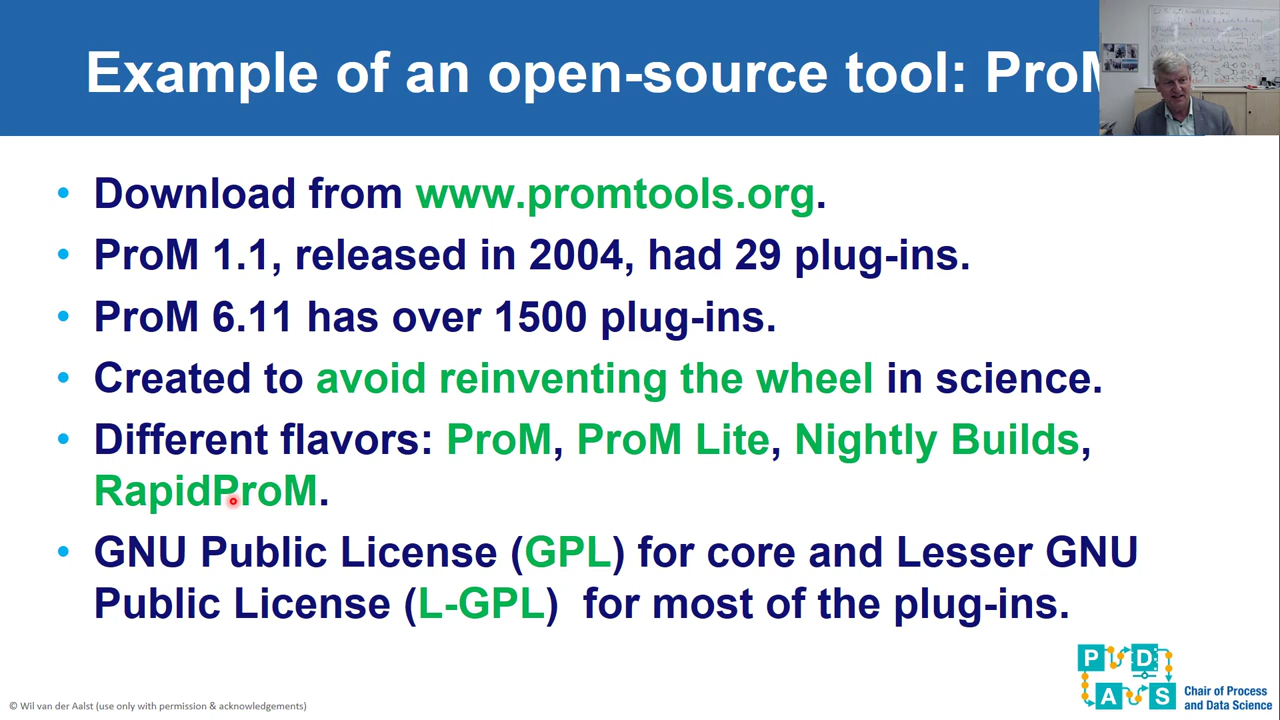 Example of an open-source tool: ProM
• Download from www.promtools.org.
• ProM 1.1, released in 2004, had 29 plug-ins.
• ProM 6.11 has over 1500 plug-ins.
• Created to avoid reinventing the wheel in science.
• Different flavors: ProM, ProM Lite, Nightly Builds,
RapidProM.
• GNU Public License (GPL) for core and Lesser GNU
Public License (L-GPL)  for most of the plug-ins.
P D
A S
Chair of Process
and Data Science
© Wil van der Aalst (use only with permission & acknowledgements)